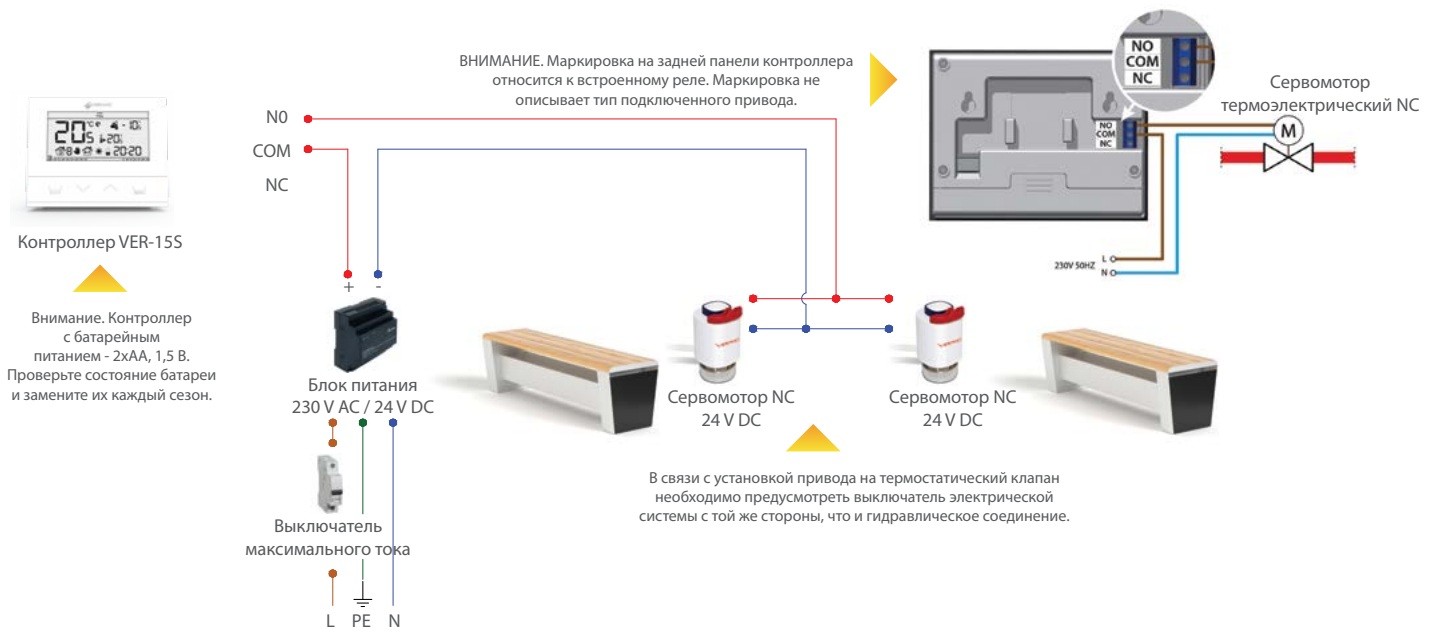 ВНИМАНИЕ. Маркировка на задней панели контроллера
относится к встроенному реле. Маркировка не
описывает тип подключенного привода.
NO
COM
NC
Сервомотор
термоэлектрический NC
M
NO
COM
NC
230V 50HZ
L
N
N0
COM
NC
20.5 °C
20:20
Контроллер VER-15S
Внимание. Контроллер
с батарейным
питанием - 2xAA, 1,5 В.
Проверьте состояние батареи
и замените их каждый сезон.
+ -
Блок питания
230 V AC / 24 V DC
Сервомотор NC
24 V DC
Сервомотор NC
24 V DC
В связи с установкой привода на термостатический клапан
необходимо предусмотреть выключатель электрической
системы с той же стороны, что и гидравлическое соединение.
Выключатель
максимального тока
L PE N